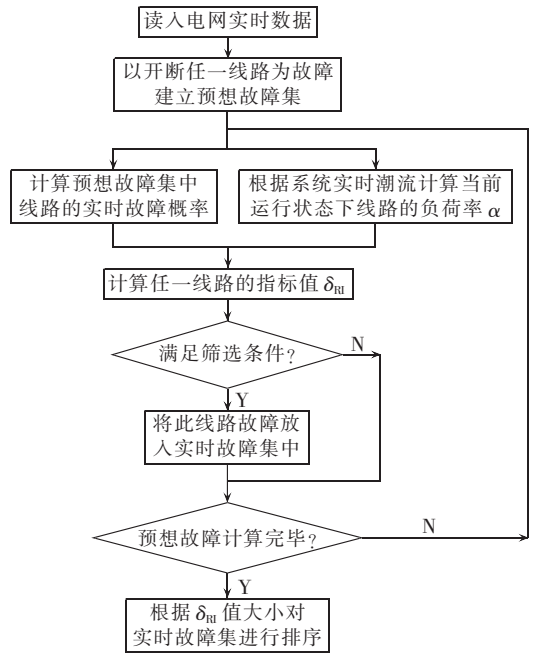 读入电网实时数据
以开断任一线路为故障
建立预想故障集
计算预想故障集中
线路的实时故障概率
根据系统实时潮流计算当前
运行状态下线路的负荷率 α
计算任一线路的指标值 δRI
满足筛选条件?
N
Y
将此线路故障放
入实时故障集中
预想故障计算完毕?
N
Y
根据 δRI 值大小对
实时故障集进行排序